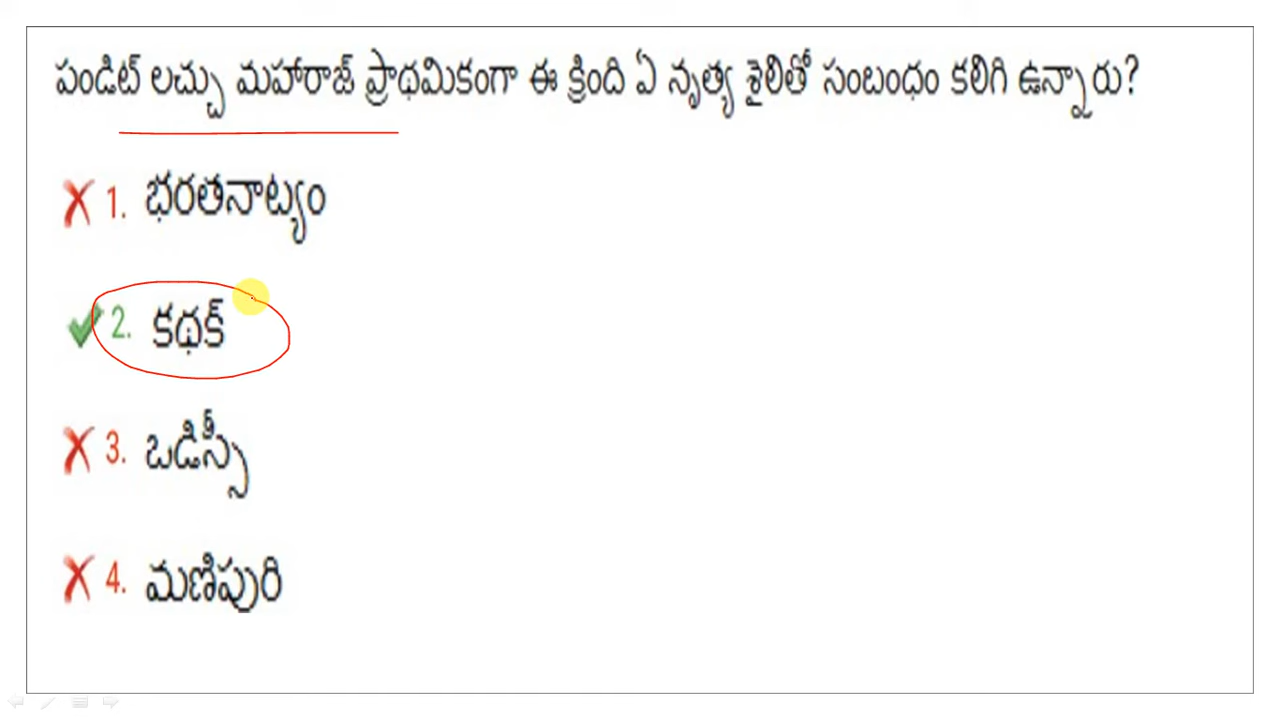 పండిట్ లచ్చు మహారాజ్ ప్రాథమికంగా ఈ క్రింది ఏ నృత్య శైలితో సంబంధం కలిగి ఉన్నారు?
1. భరతనాట్యం
2. కథక్
3. ఒడిస్సీ
4. మణిపురి